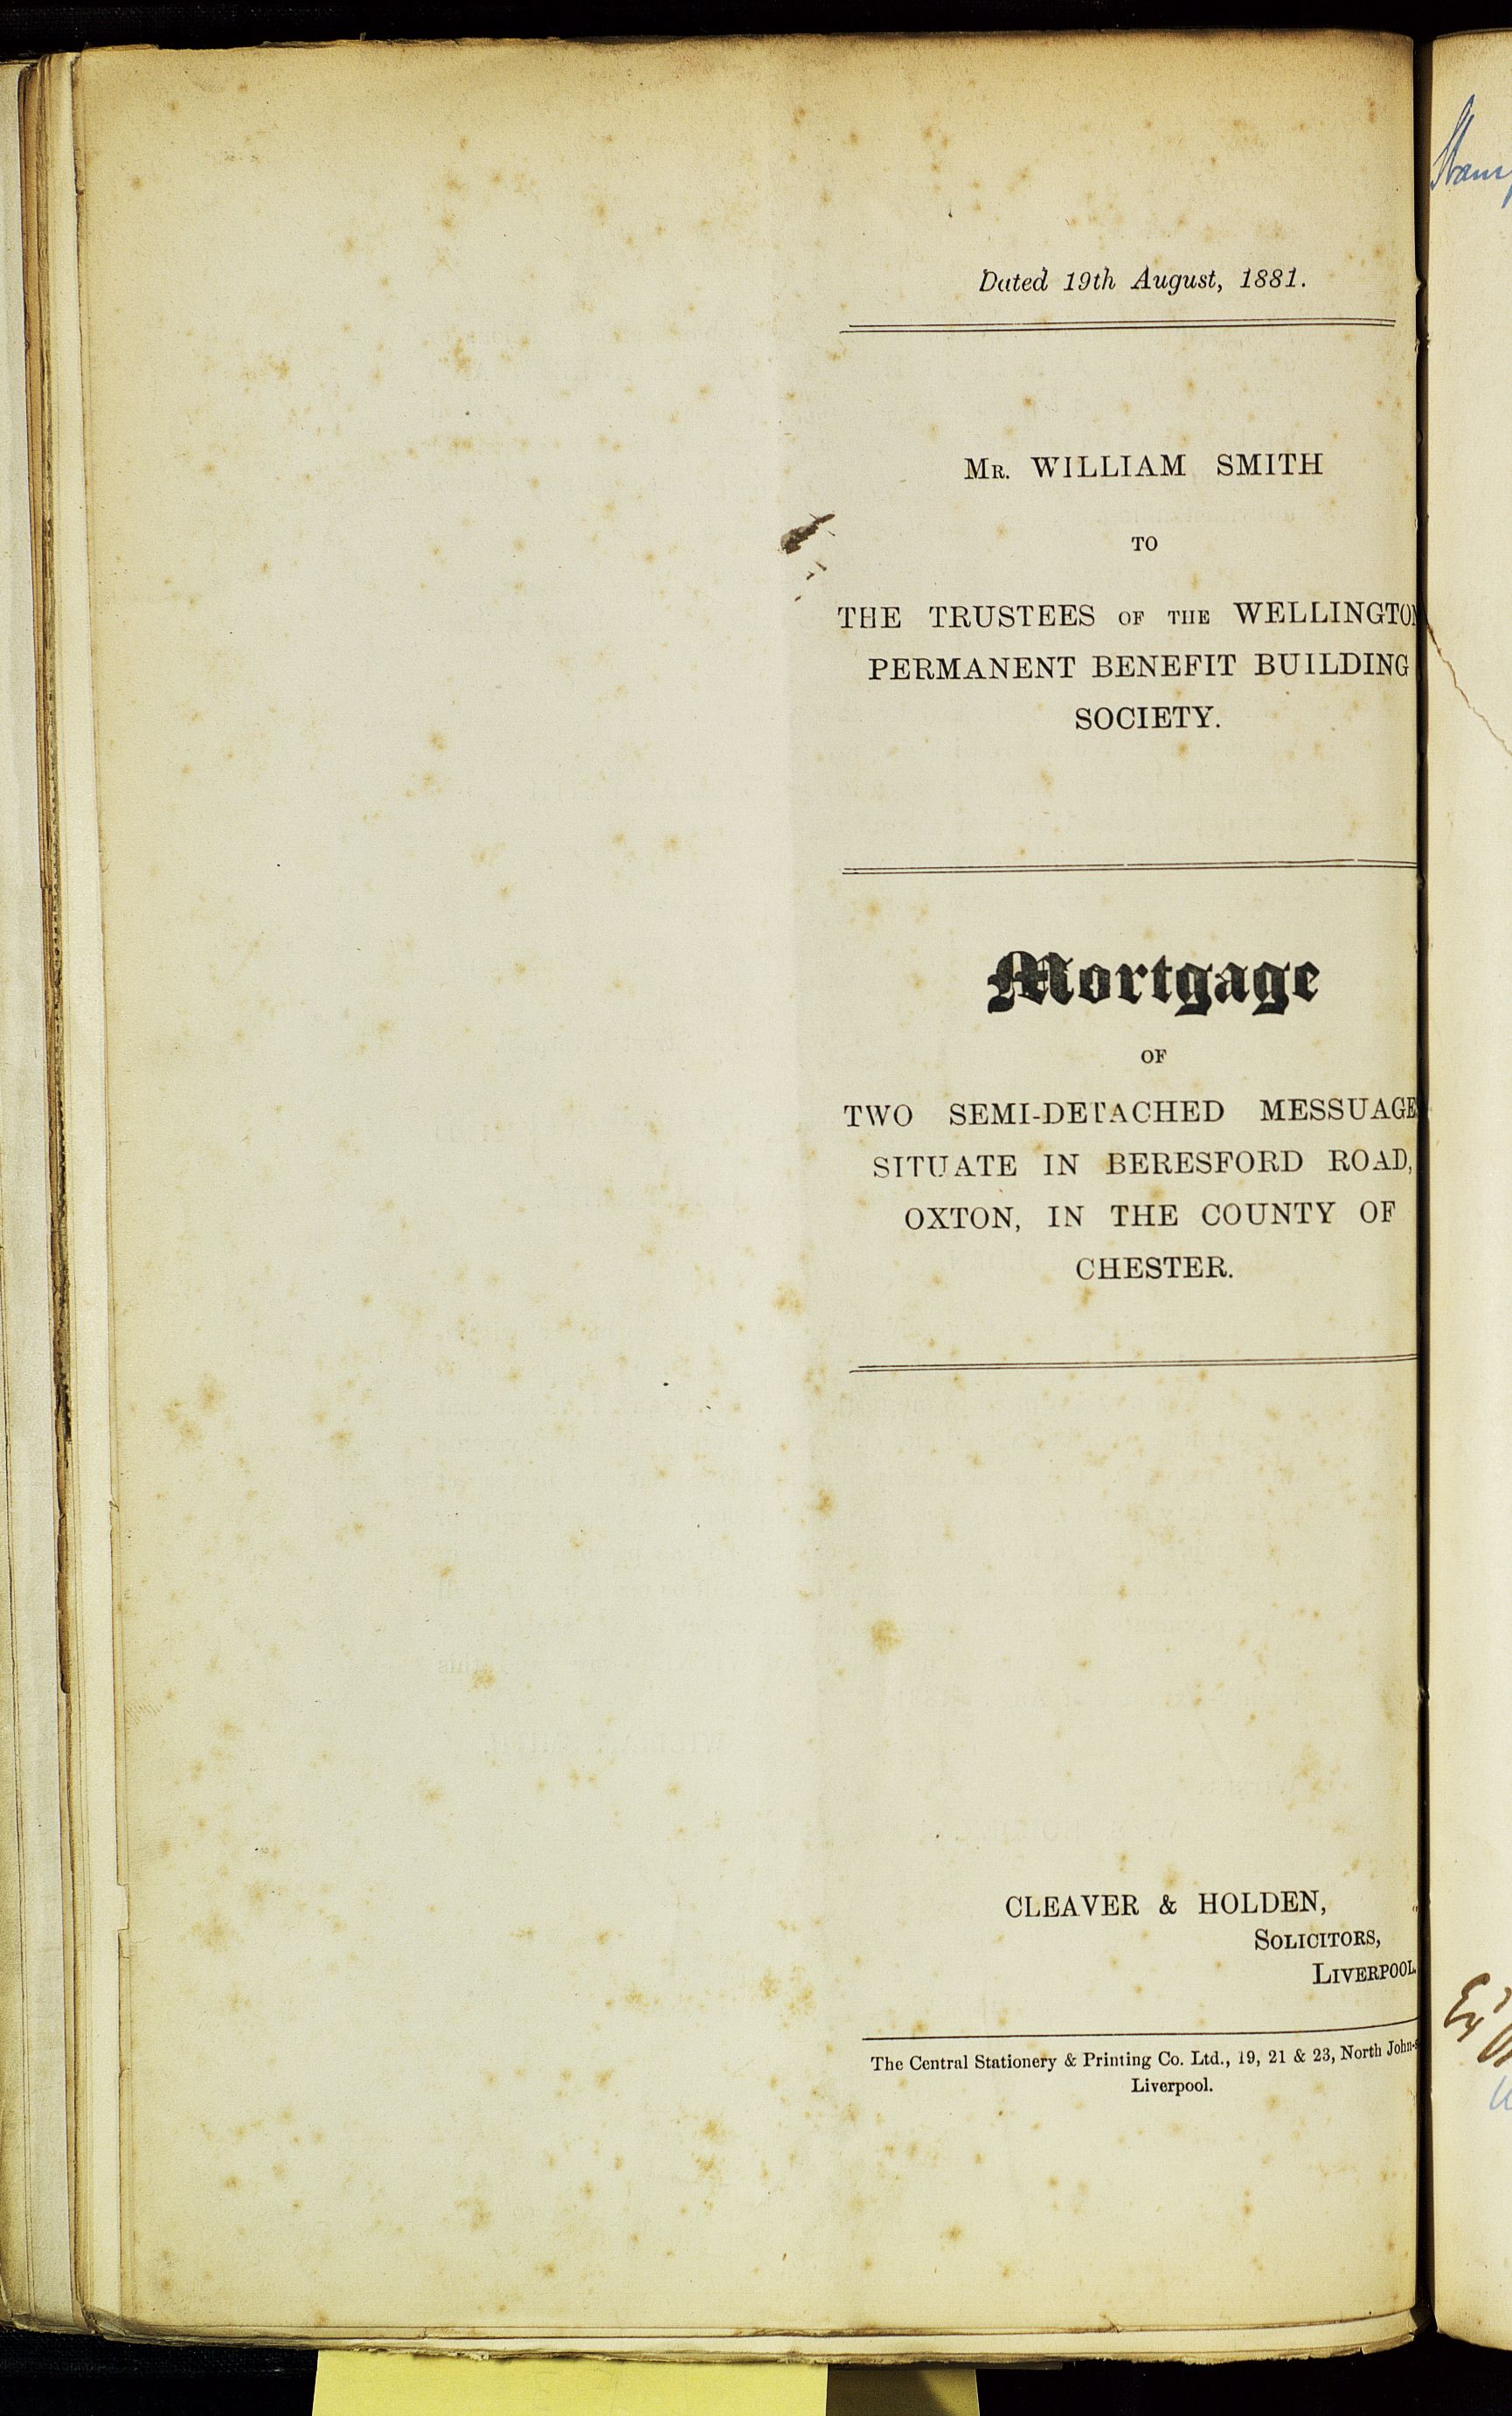 Dated 19th August, 1881.
Mr. WILLIAM SMITH
TO
THE TRUSTEES OF THE WELLINGTON
PERMANENT BENEFIT BUILDING
SOCIETY.
Mortgage
OF
TWO SEMI-DETACHED MESSUAGE
SITUATE IN BERESFORD ROAD,
OXTON, IN THE COUNTY OF
CHESTER.
CLEAVER & HOLDEN,
SOLICITORS,
LIVERPOOL
The Central Stationery & Printing Co. Ltd., 19, 21 & 23, North John-
Liverpool.